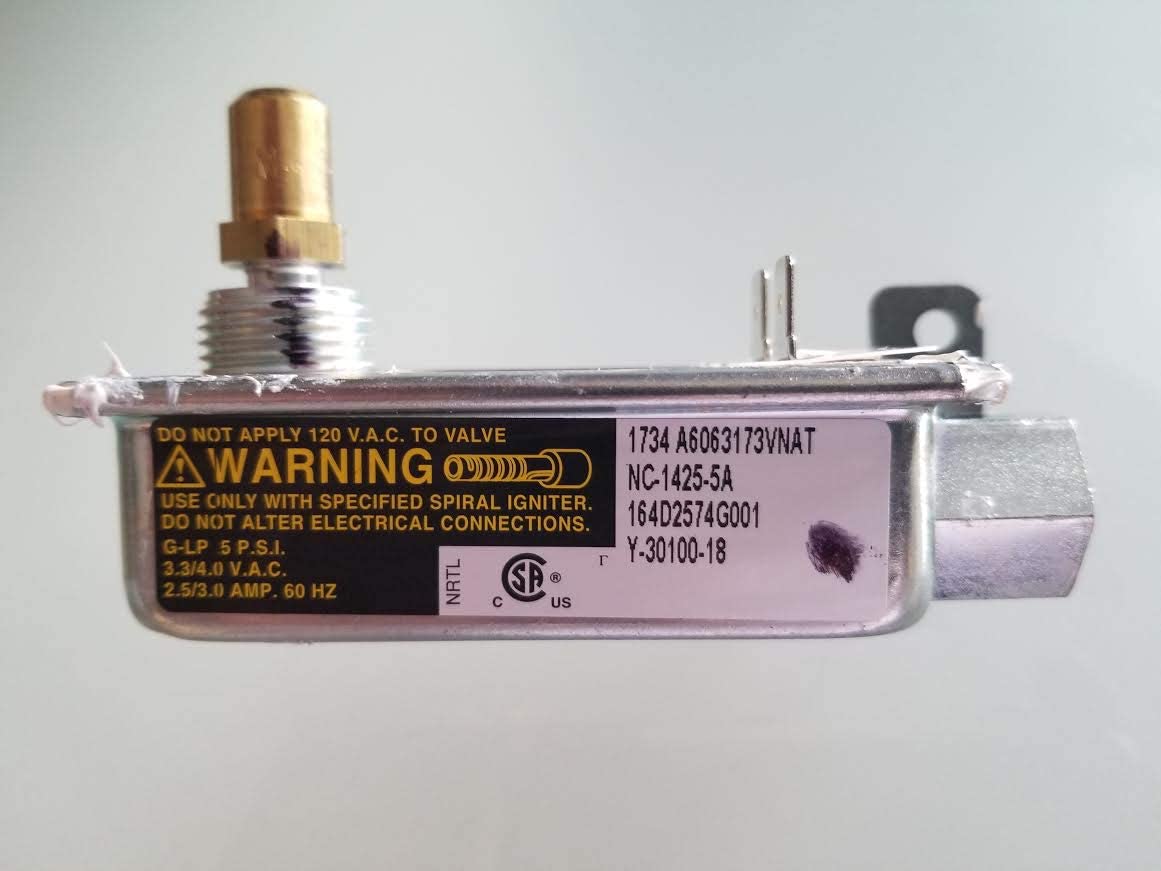 DO NOT APPLY 120 V.A.C. TO VALVE
WARNING
USE ONLY WITH SPECIFIED SPIRAL IGNITER.
DO NOT ALTER ELECTRICAL CONNECTIONS.
G-LP .5 P.S.I.
3.3/4.0 V.A.C.
2.5/3.0 AMP. 60 HZ
NRTL
C SA ® US
1734 A6063173VNAT
NC-1425-5A
164D2574G001
Y-30100-18